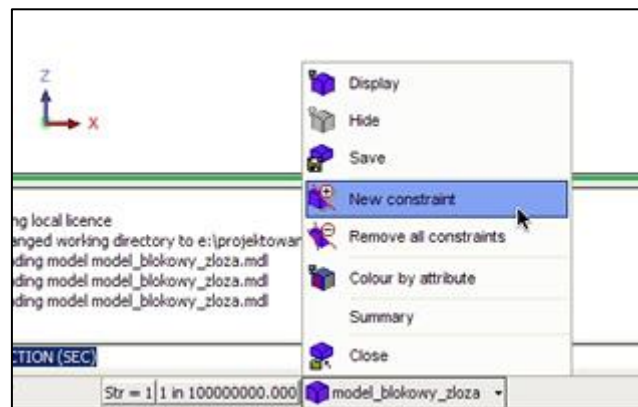 Z
X
Display
Hide
Save
New constraint
Remove all constraints
Colour by attribute
Summary
Close
ng local licence
anged working directory to e:\projektowan
ding model model_blokowy_zloza.mdl
ding model model_blokowy_zloza.mdl
ding model model_blokowy_zloza.mdl
CTION (SEC)
Str = 1 1 in 100000000.000 model_blokowy_zloza